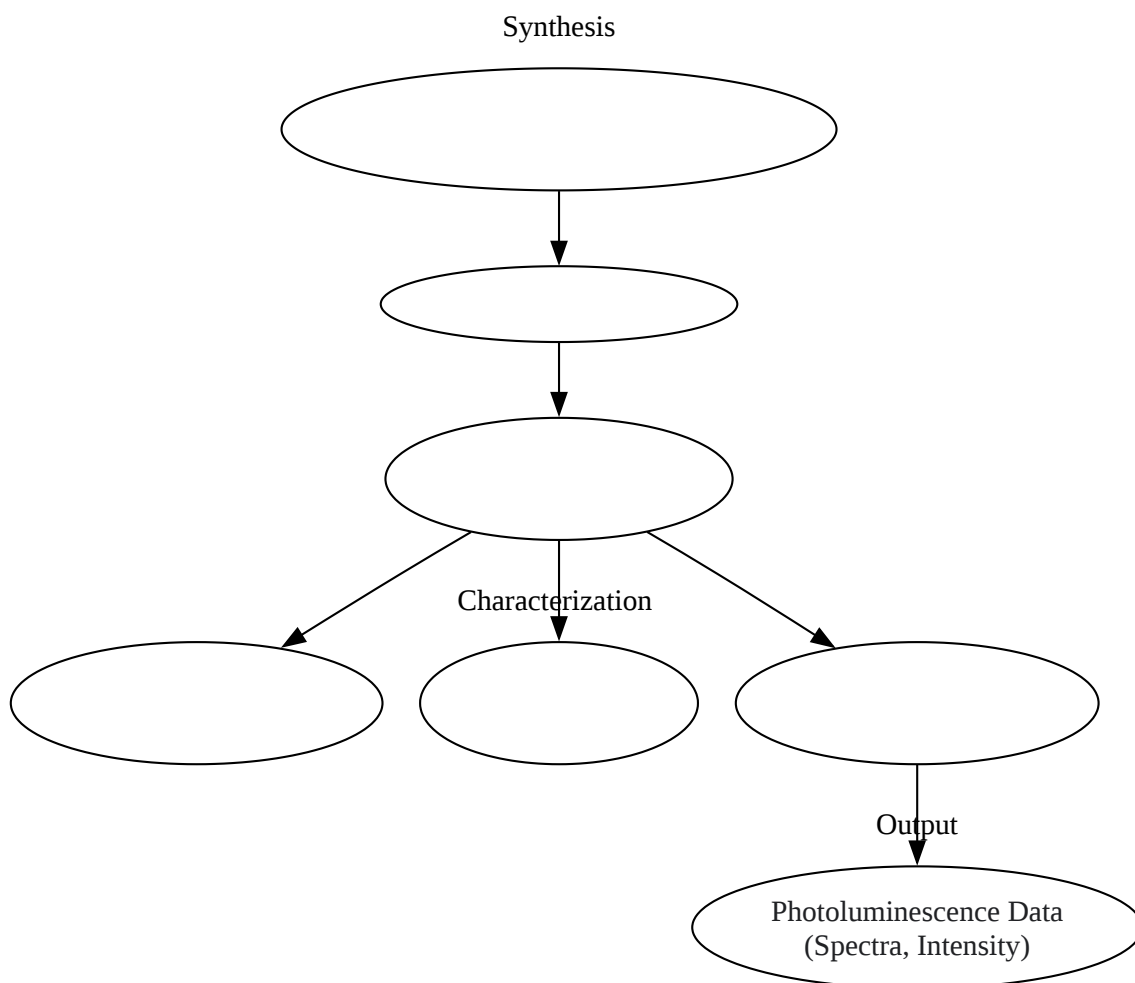 Synthesis
Characterization
Output
Photoluminescence Data
(Spectra, Intensity)